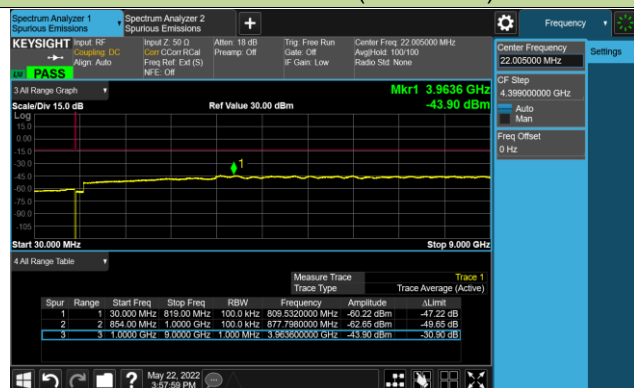 Spectrum Analyzer 1
Spurious Emissions
Spectrum Analyzer 2
Spurious Emissions
+
Frequency
KEYSIGHT
Input: RF
Coupling: DC
Align: Auto
Input Z: 50 Ω
Corr CCorr RCal
Freq Ref: Ext (S)
NFE: Off
Atten: 18 dB
Preamp: Off
Trig: Free Run
Gate: Off
IF Gain: Low
Center Freq: 22.005000 MHz
Avg|Hold: 100/100
Radio Std: None
PASS
Center Frequency
22.005000 MHz
Settings
CF Step
4.399000000 GHz
Auto
Man
Freq Offset
0 Hz
3 All Range Graph
Mkr1 3.9636 GHz
Scale/Div 15.0 dB
Ref Value 30.00 dBm
-43.90 dBm
Log
15.0
0.00
-15.0
-30.0
-45.0
-60.0
-75.0
-90.0
-105
1
Start 30.000 MHz
Stop 9.000 GHz
4 All Range Table
Measure Trace Trace 1
Trace Type Trace Average (Active)
Spur Range Start Freq Stop Freq RBW Frequency Amplitude ΔLimit
1 1 30.000 MHz 819.00 MHz 100.0 kHz 809.5320000 MHz -60.22 dBm -47.22 dB
2 2 854.00 MHz 1.0000 GHz 100.0 kHz 877.7980000 MHz -62.65 dBm -49.65 dB
3 3 1.0000 GHz 9.0000 GHz 1.000 MHz 3.963600000 GHz -43.90 dBm -30.90 dB
?
May 22, 2022
3:57:59 PM